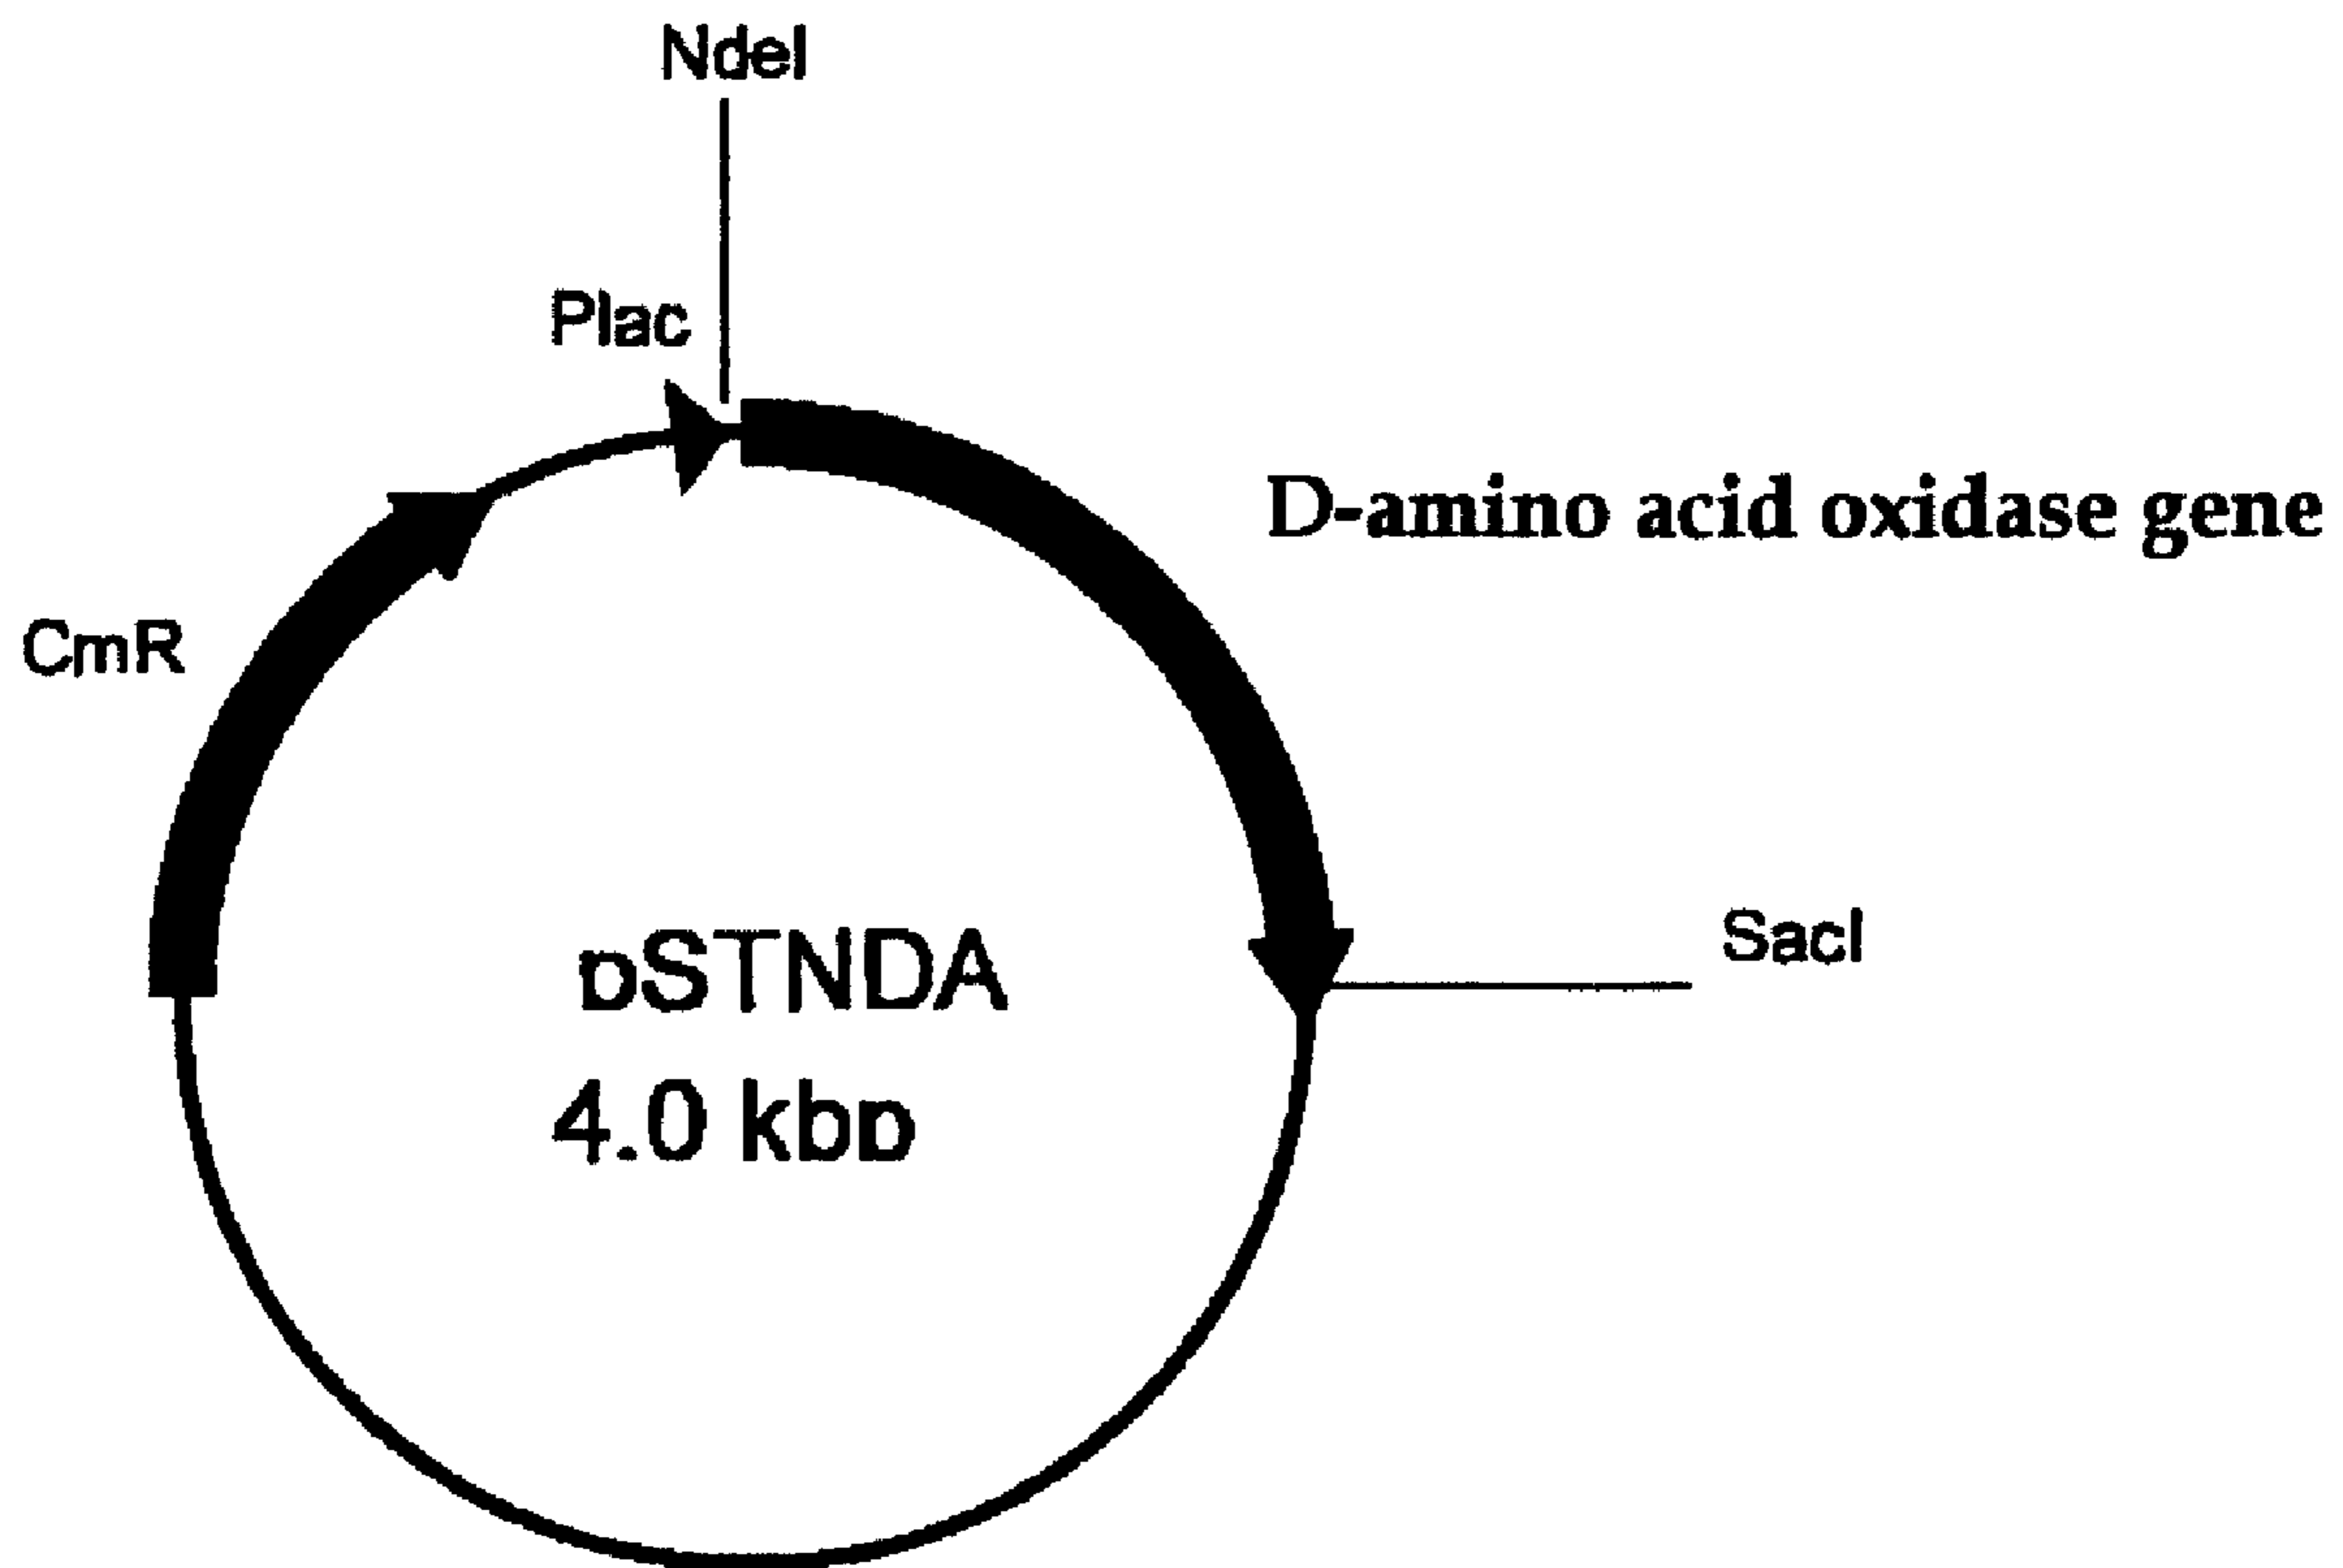 NdeI
Plac
D-amino acid oxidase gene
CmR
SacI
pSTNDA
4.0 kbp